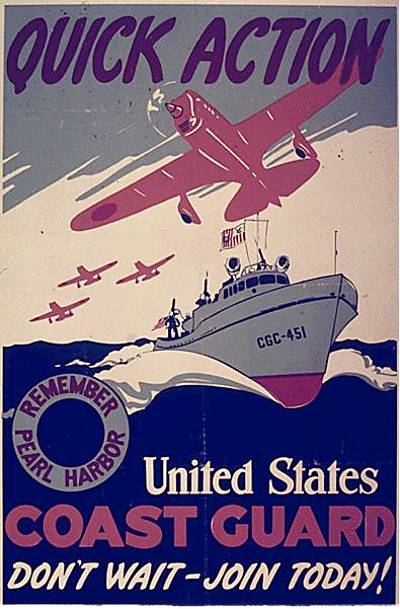 QUICK ACTION
CGC-451
REMEMBER
PEARL HARBOR
United States
COAST GUARD
DON'T WAIT-JOIN TODAY!